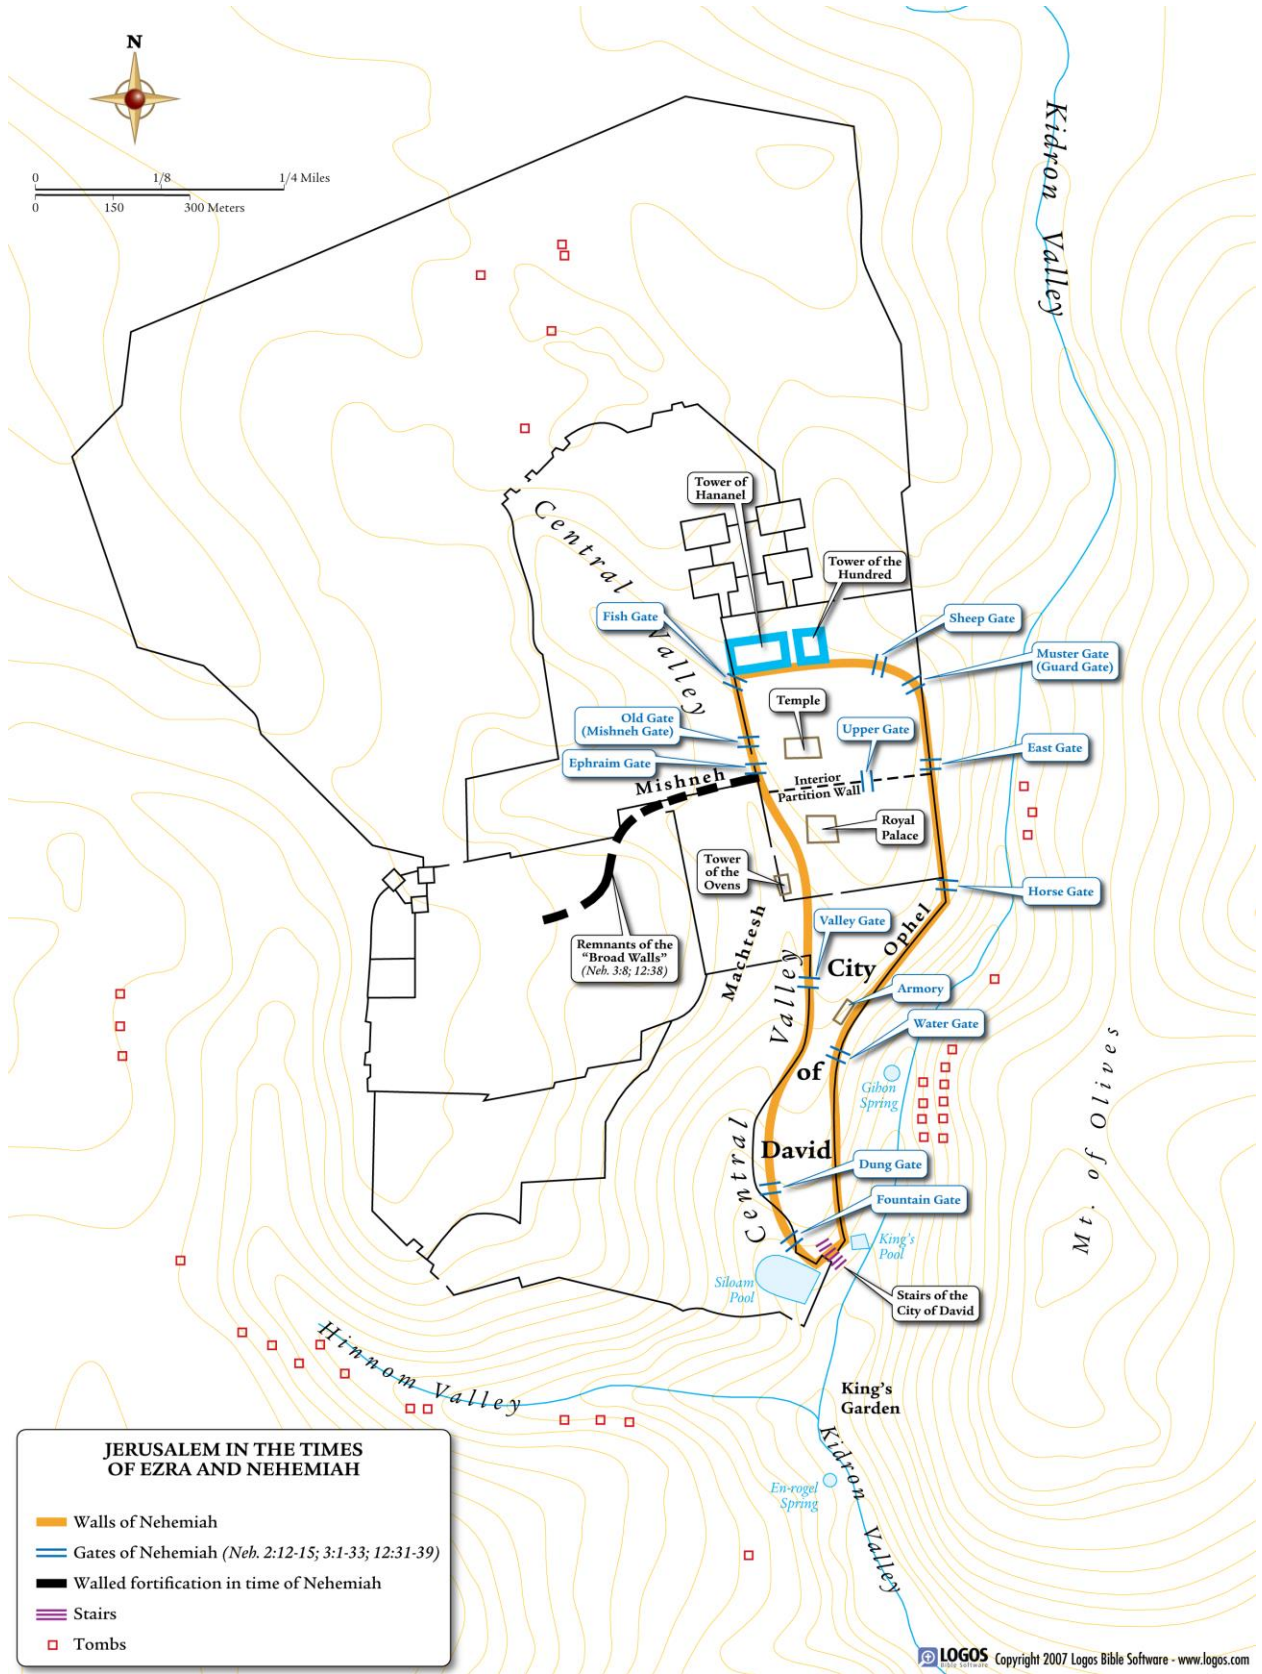 N
0 1/8 1/4 Miles
0 150 300 Meters
Kidron Valley
Central Valley
Tower of
Hananel
Tower of the
Hundred
Fish Gate
Sheep Gate
Muster Gate
(Guard Gate)
Temple
Old Gate
(Mishneh Gate)
Upper Gate
East Gate
Ephraim Gate
Mishneh
Interior
Partition Wall
Royal
Palace
Tower
of the
Ovens
Horse Gate
Valley Gate
Machtesh
Ophel
Remnants of the
“Broad Walls”
(Neh. 3:8; 12:38)
City
of
David
Central Valley
Armory
Water Gate
Gihon
Spring
Mt. of Olives
Dung Gate
Fountain Gate
King's
Pool
Siloam
Pool
Stairs of the
City of David
Hinnom Valley
King's
Garden
Kidron Valley
En-rogel
Spring
JERUSALEM IN THE TIMES
OF EZRA AND NEHEMIAH
Walls of Nehemiah
Gates of Nehemiah (Neh. 2:12-15; 3:1-33; 12:31-39)
Walled fortification in time of Nehemiah
Stairs
Tombs
LOGOS
Bible Software
Copyright 2007 Logos Bible Software - www.logos.com